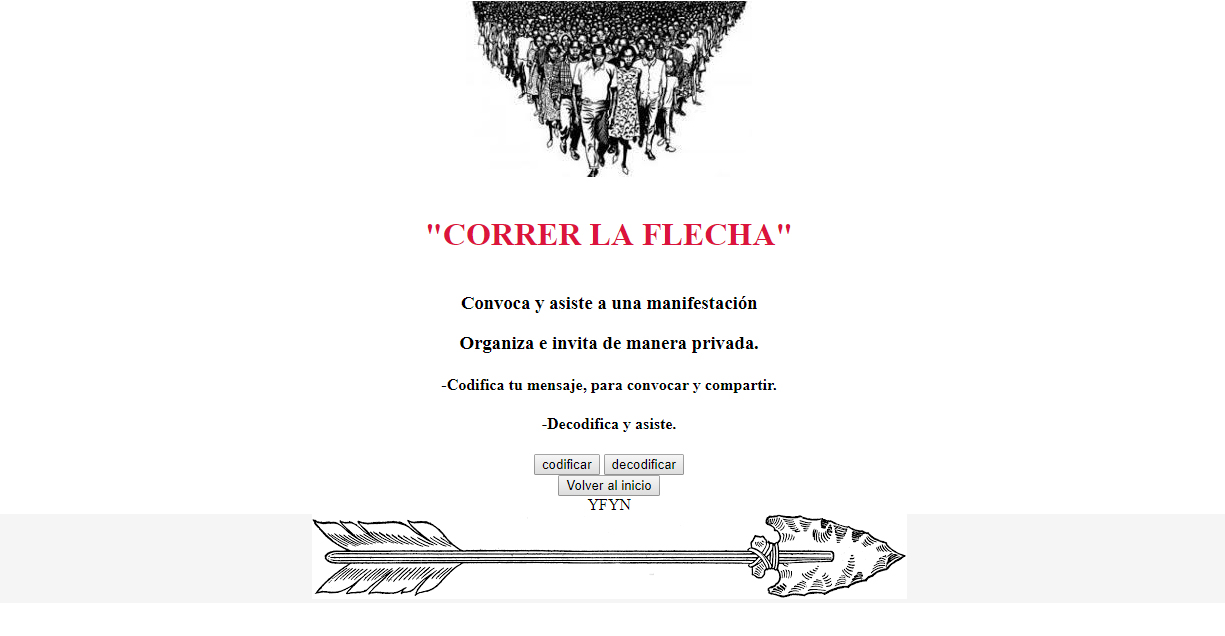 "CORRER LA FLECHA"
Convoca y asiste a una manifestación
Organiza e invita de manera privada.
-Codifica tu mensaje, para convocar y compartir.
-Decodifica y asiste.
codificar decodificar
Volver al inicio
YFYN